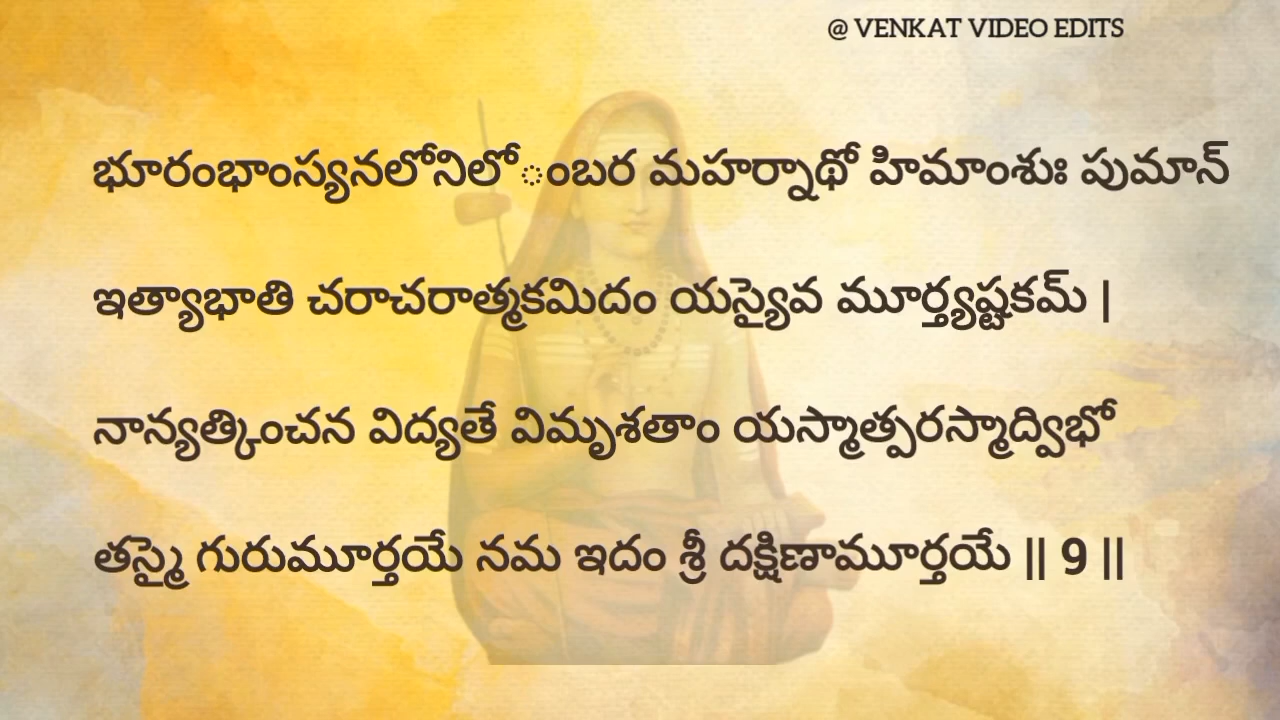 @ VENKAT VIDEO EDITS
భూరంభాంస్యనలోనిలో ంబర మహర్నాథో హిమాంశుః పుమాన్
ఇత్యాభాతి చరాచరాత్మకమిదం యస్యైవ మూర్త్యష్టకమ్ |
నాన్యత్కించన విద్యతే విమృశతాం యస్మాత్పరస్మాద్విభో
తస్మై గురుమూర్తయే నమ ఇదం శ్రీ దక్షిణామూర్తయే || 9 ||